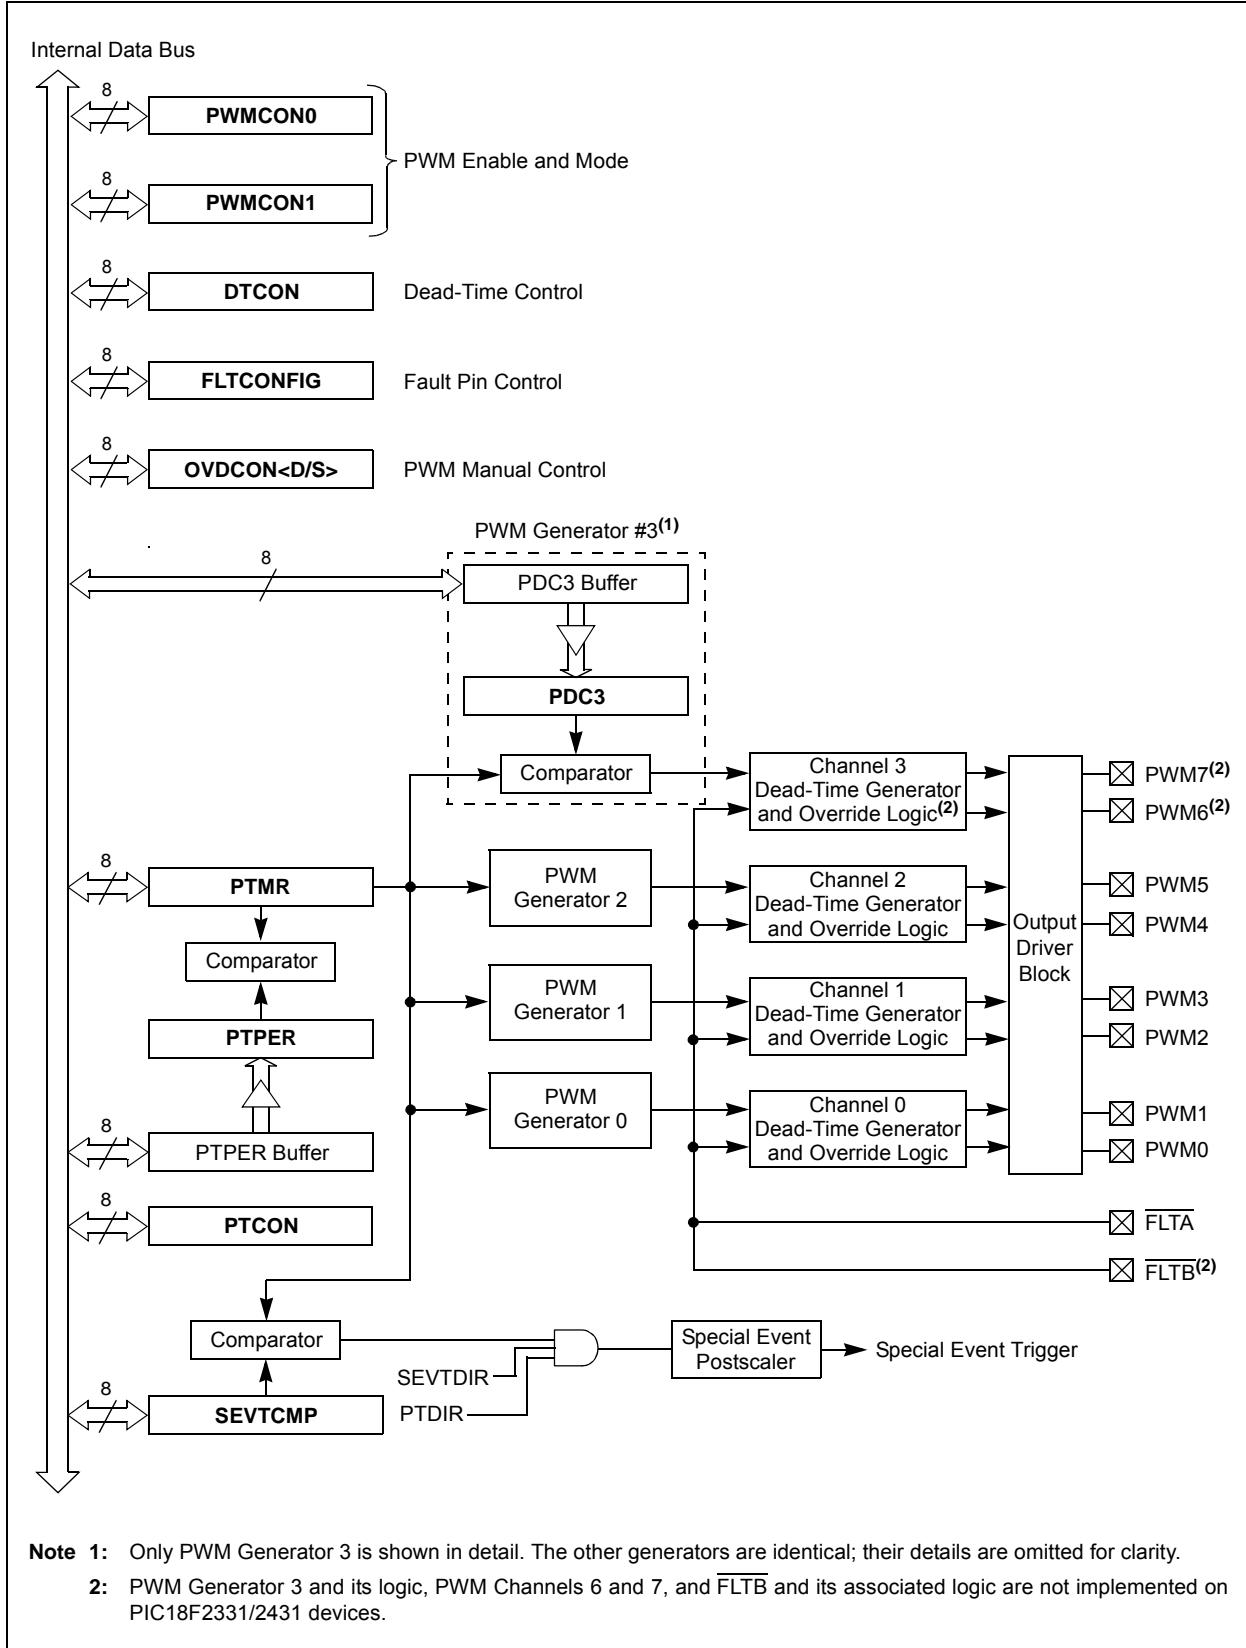 Internal Data Bus
8
PWMCON0
PWM Enable and Mode
8
PWMCON1
8
DTCON
Dead-Time Control
8
FLTCONFIG
Fault Pin Control
8
OVDCON<D/S>
PWM Manual Control
PWM Generator #3(1)
8
PDC3 Buffer
PDC3
Comparator
Channel 3
Dead-Time Generator
and Override Logic(2)
PWM7(2)
PWM6(2)
8
PTMR
PWM
Generator 2
Channel 2
Dead-Time Generator
and Override Logic
PWM5
PWM4
Output
Driver
Block
Comparator
PWM
Generator 1
Channel 1
Dead-Time Generator
and Override Logic
PWM3
PWM2
PTPER
PWM
Generator 0
Channel 0
Dead-Time Generator
and Override Logic
PWM1
PWM0
8
PTPER Buffer
8
PTCON
FLTA
FLTB(2)
Comparator
SEVTDIR
PTDIR
Special Event
Postscaler
Special Event Trigger
8
SEVTCMP
Note 1: Only PWM Generator 3 is shown in detail. The other generators are identical; their details are omitted for clarity.
2: PWM Generator 3 and its logic, PWM Channels 6 and 7, and FLTB and its associated logic are not implemented on
PIC18F2331/2431 devices.